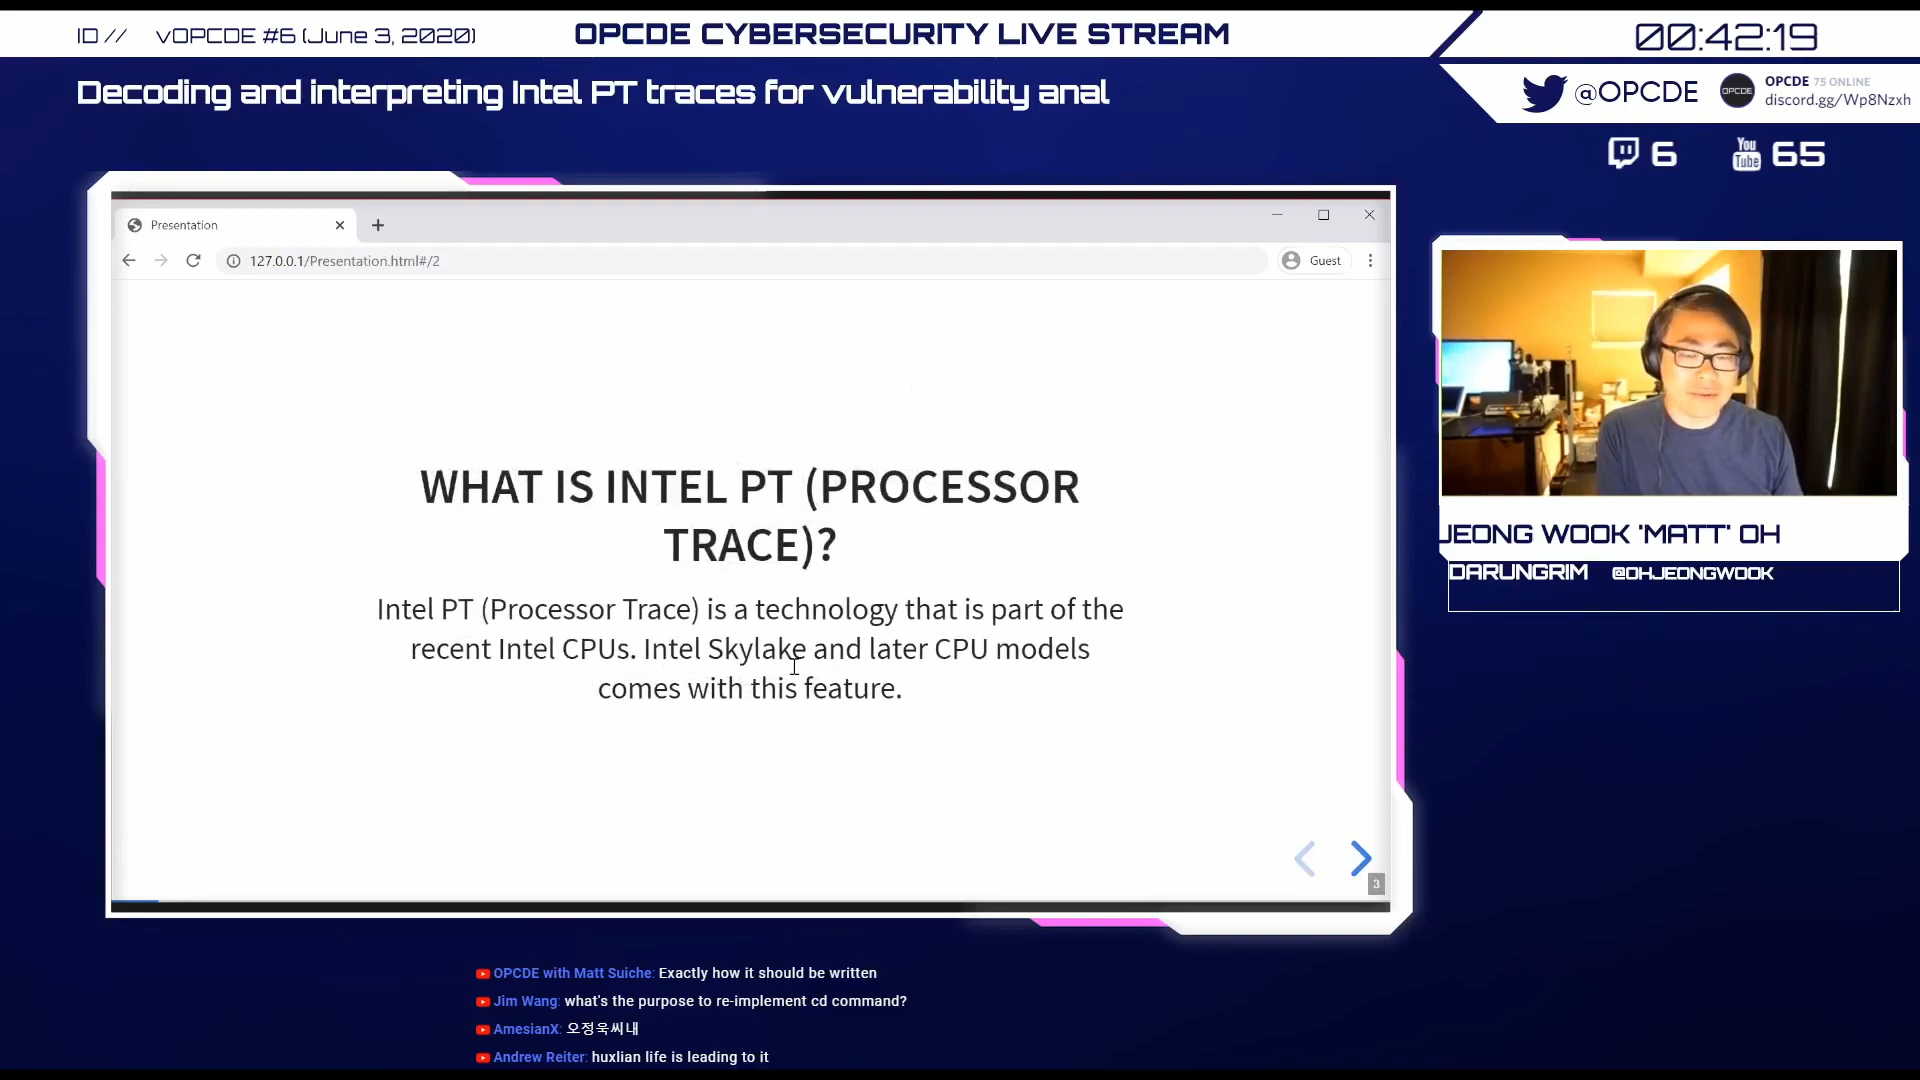 ID // vOPCDE #6 (June 3, 2020)
OPCDE CYBERSECURITY LIVE STREAM
00:42:19
Decoding and interpreting Intel PT traces for vulnerability anal
@OPCDE
OPCDE
OPCDE 75 ONLINE
discord.gg/Wp8Nzxh
6
You
Tube
65
Presentation
127.0.0.1/Presentation.html#/2
Guest
WHAT IS INTEL PT (PROCESSOR
TRACE)?
Intel PT (Processor Trace) is a technology that is part of the
recent Intel CPUs. Intel Skylake and later CPU models
comes with this feature.
3
JEONG WOOK 'MATT' OH
DARUNGRIM @OHJEONGWOOK
OPCDE with Matt Suiche: Exactly how it should be written
Jim Wang: what's the purpose to re-implement cd command?
AmesianX: 오정욱씨내
Andrew Reiter: huxlian life is leading to it